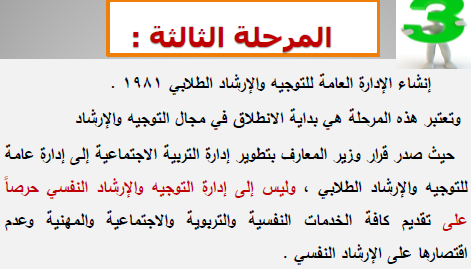 3
المرحلة الثالثة :
إنشاء الإدارة العامة للتوجيه والإرشاد الطلابي ١٩٨١ .
وتعتبر هذه المرحلة هي بداية الانطلاق في مجال التوجيه والإرشاد
حيث صدر قرار وزير المعارف بتطوير إدارة التربية الاجتماعية إلى إدارة عامة
للتوجيه والإرشاد الطلابي ، وليس إلى إدارة التوجيه والإرشاد النفسي حرصاً
على تقديم كافة الخدمات النفسية والتربوية والاجتماعية والمهنية وعدم
اقتصارها على الإرشاد النفسي .